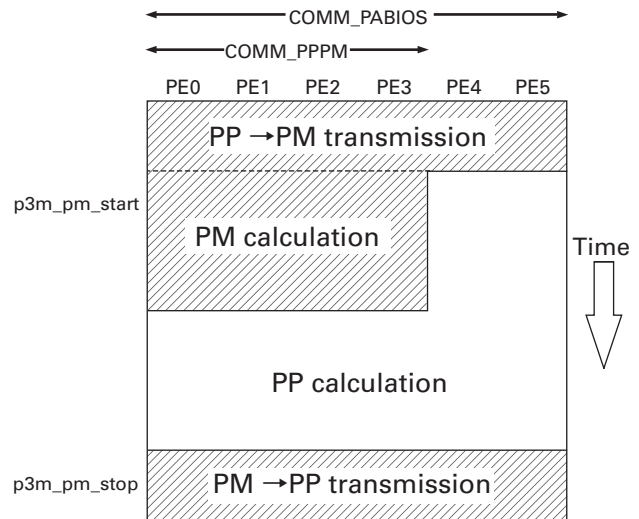 COMM_PABIOS
COMM_PPPM
PE0 PE1 PE2 PE3 PE4 PE5
PP →PM transmission
p3m_pm_start
PM calculation
Time
PP calculation
p3m_pm_stop
PM →PP transmission